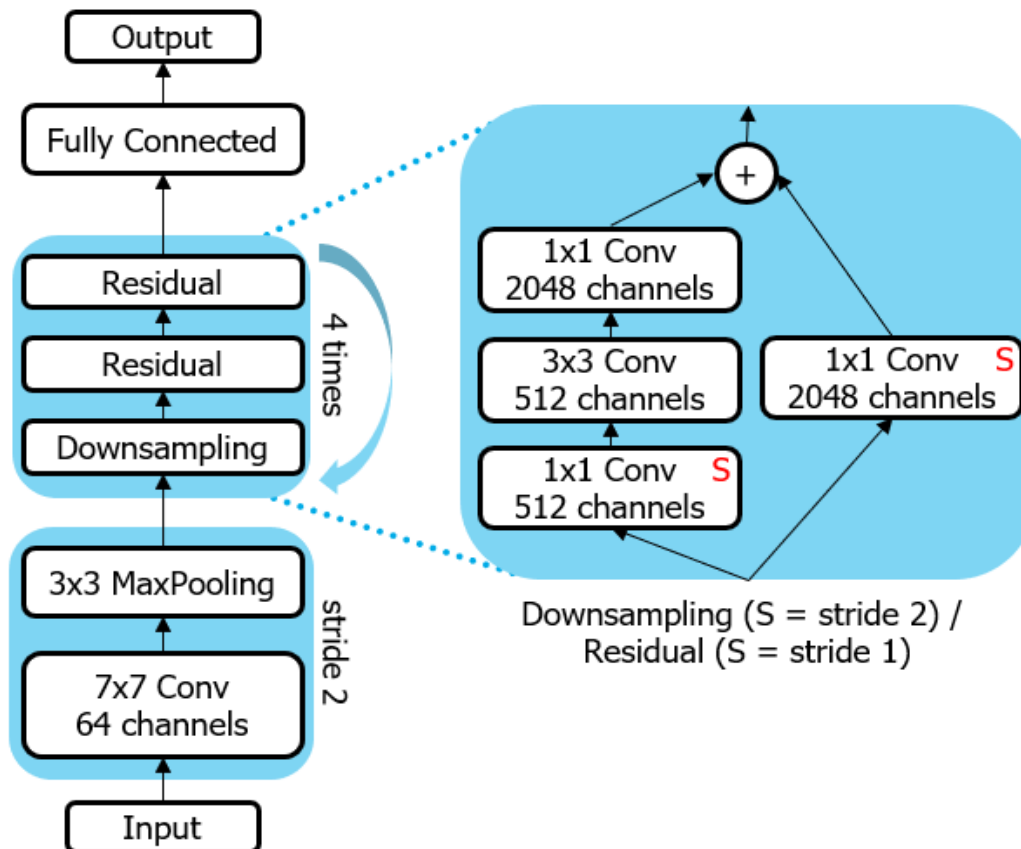 Output
Fully Connected
Residual
Residual
Downsampling
4 times
3x3 MaxPooling
7x7 Conv
64 channels
stride 2
Input
+
1x1 Conv
2048 channels
3x3 Conv
512 channels
1x1 Conv S
512 channels
1x1 Conv S
2048 channels
Downsampling (S = stride 2) /
Residual (S = stride 1)